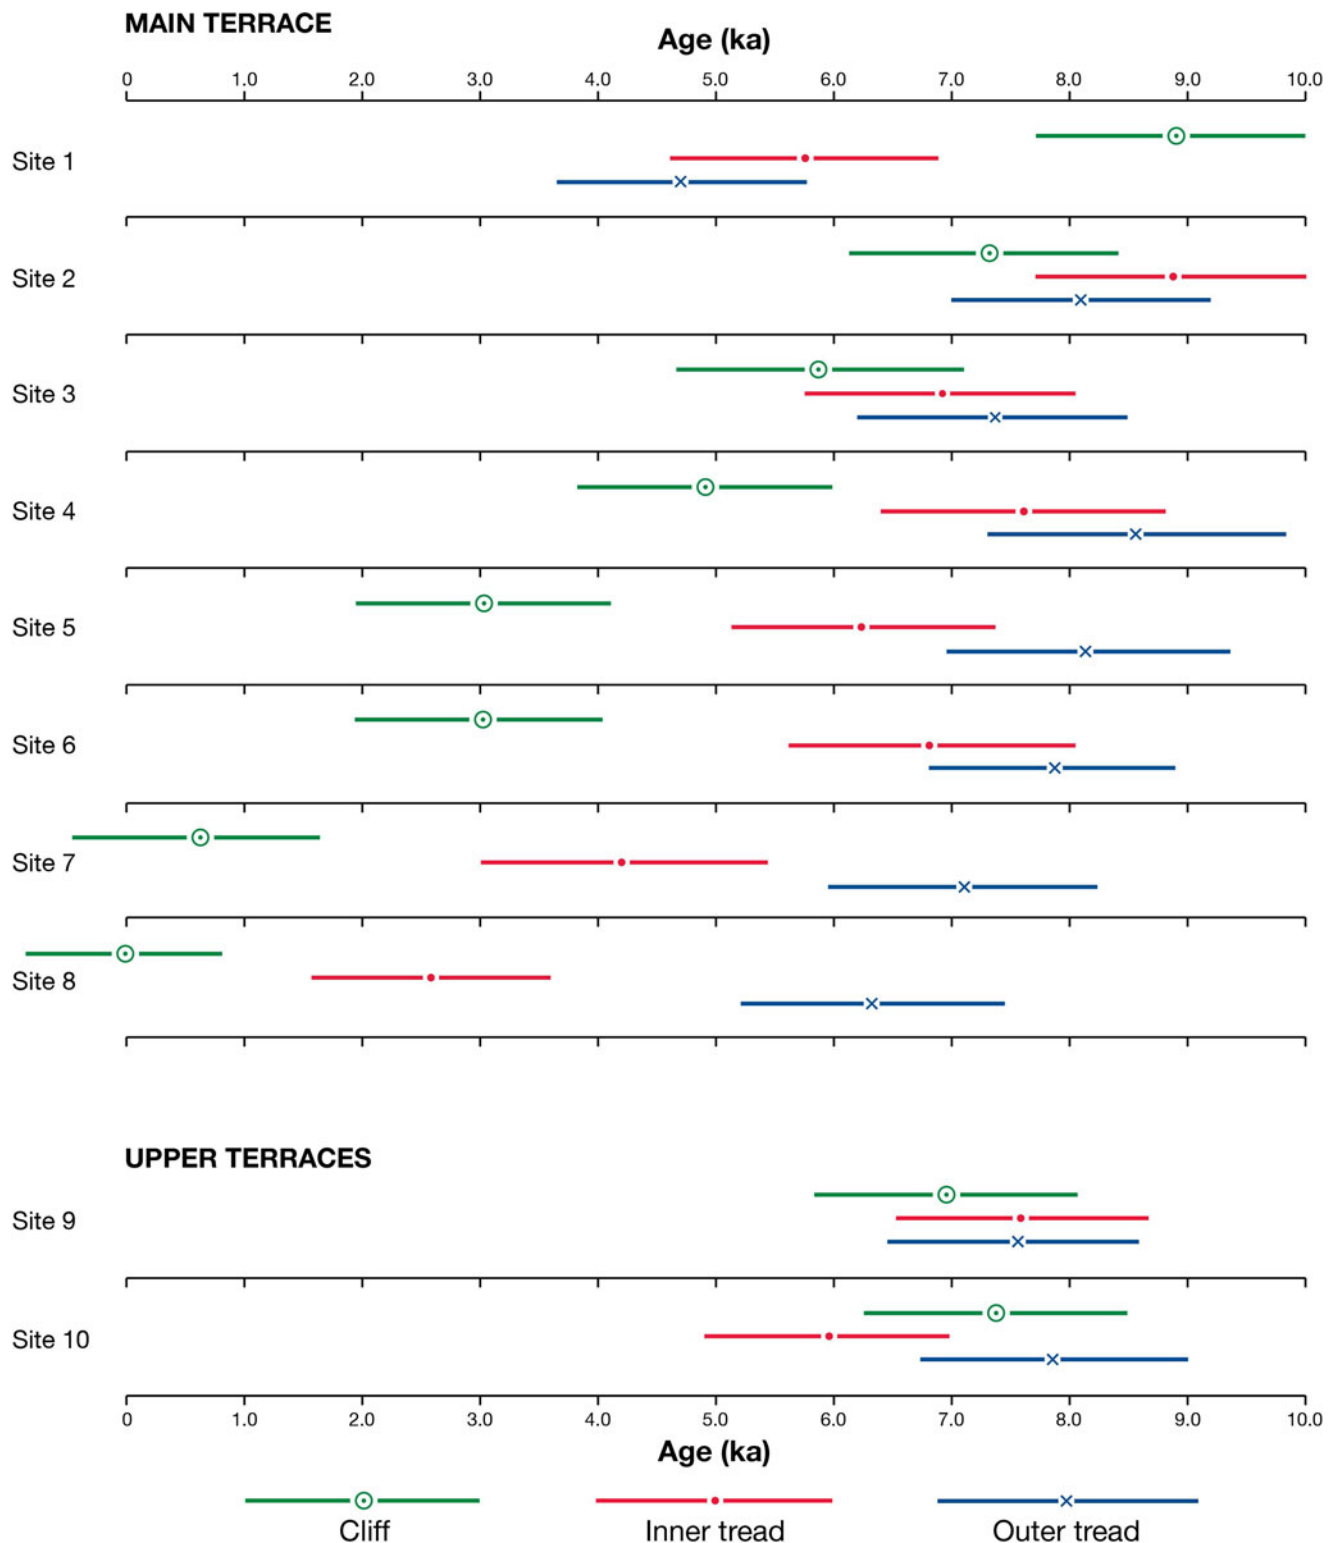 MAIN TERRACE
Age (ka)
0 1.0 2.0 3.0 4.0 5.0 6.0 7.0 8.0 9.0 10.0
Site 1
Site 2
Site 3
Site 4
Site 5
Site 6
Site 7
Site 8
UPPER TERRACES
Site 9
Site 10
0 1.0 2.0 3.0 4.0 5.0 6.0 7.0 8.0 9.0 10.0
Age (ka)
Cliff Inner tread Outer tread